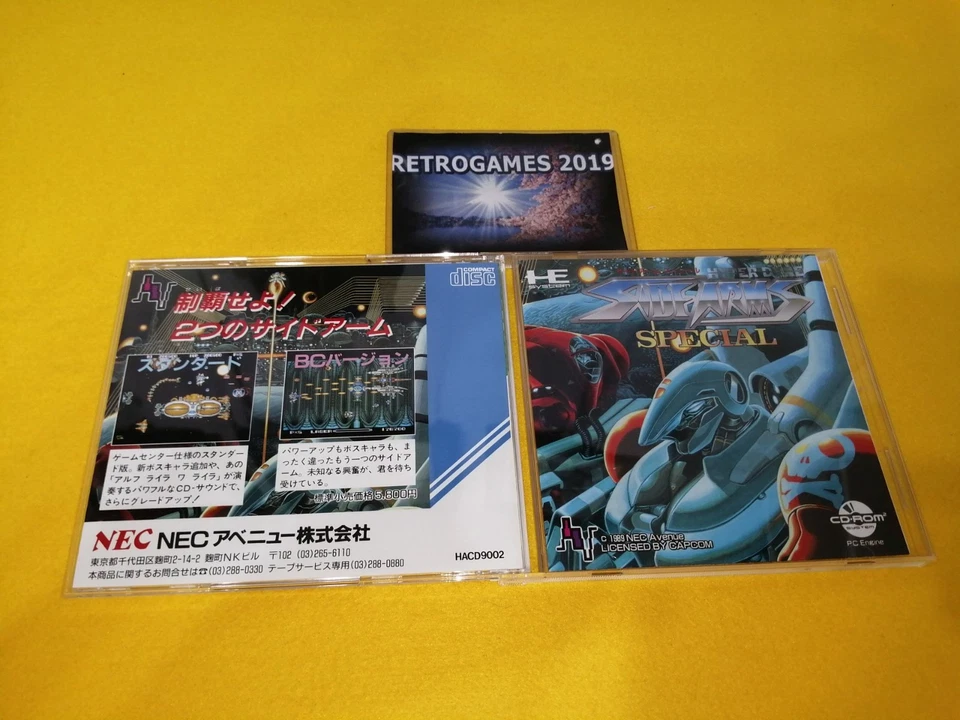 RETROGAMES 2019
COMPACT
disc
制覇せよ!
2つのサイドアーム
スタンダード
BCバージョン
ゲームセンター仕様のスタンダー
ド版。新ボスキャラ追加や、あの
「アルフ ライラ ワ ライラ」が演
奏するパワフルなCD・サウンドで、
さらにグレードアップ!
パワーアップもボスキャラも、ま
ったく違ったもう一つのサイドア
ーム。未知なる興奮が、君を待ち
受けている。
標準小売価格5,800円
NEC NECアベニュー株式会社
東京都千代田区麹町2-14-2 麹町NKビル 〒102 (03)265-6110
本商品に関するお問合せは☎(03)288-0330 テープサービス専用(03)288-0880
HACD9002
HE
system
SIDE ARMS
SPECIAL
© 1989 NEC Avenue
LICENSED BY CAPCOM
CD-ROM²
SYSTEM
PC Engine